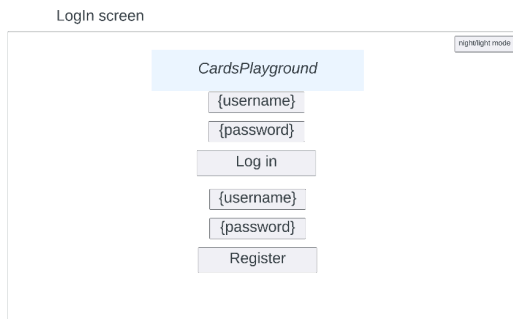 LogIn screen
night/light mode
CardsPlayground
{username}
{password}
Log in
{username}
{password}
Register